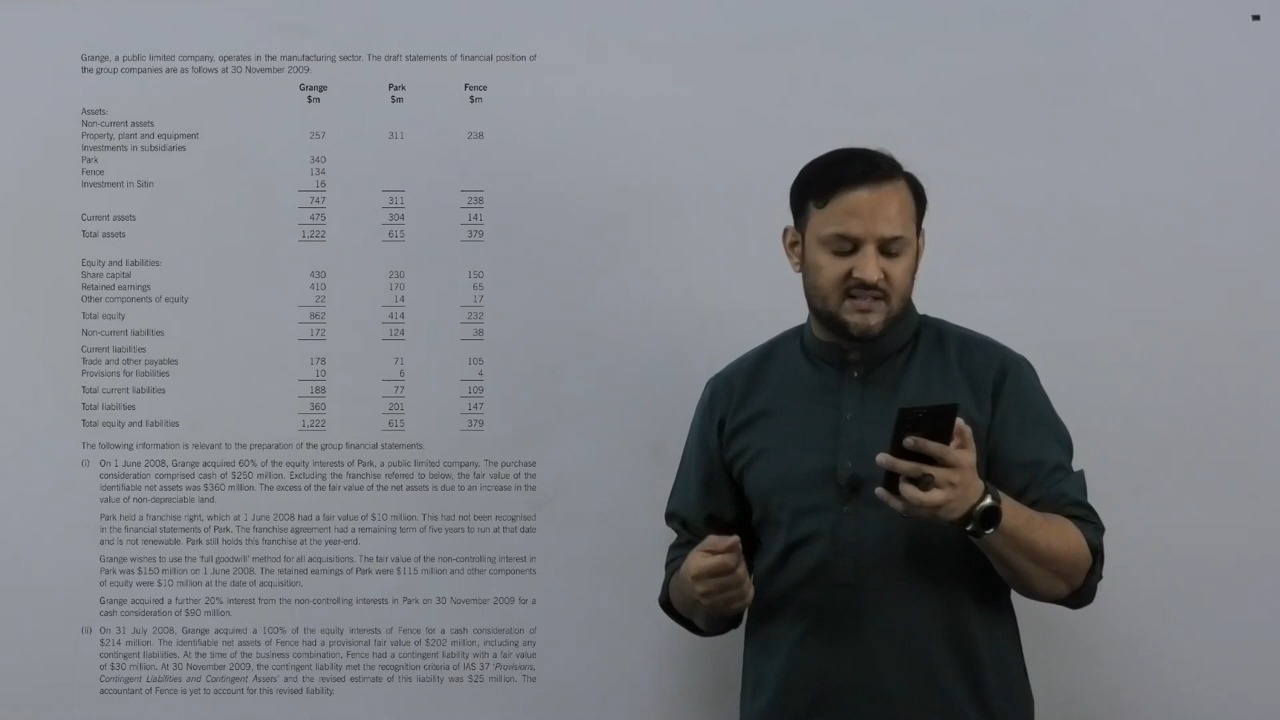 Grange, a public limited company, operates in the manufacturing sector. The draft statements of financial position of
the group companies are as follows at 30 November 2009:
Grange Park Fence
$m $m $m
Assets:
Non-current assets
Property, plant and equipment 257 311 238
Investments in subsidiaries
Park 340
Fence 134
Investment in Sitin 16
747 311 238
Current assets 475 304 141
Total assets 1,222 615 379
Equity and liabilities:
Share capital 430 230 150
Retained earnings 410 170 65
Other components of equity 22 14 17
Total equity 862 414 232
Non-current liabilities 172 124 38
Current liabilities
Trade and other payables 178 71 105
Provisions for liabilities 10 6 4
Total current liabilities 188 77 109
Total liabilities 360 201 147
Total equity and liabilities 1,222 615 379
The following information is relevant to the preparation of the group financial statements:
(i) On 1 June 2008, Grange acquired 60% of the equity interests of Park, a public limited company. The purchase
consideration comprised cash of $250 million. Excluding the franchise referred to below, the fair value of the
identifiable net assets was $360 million. The excess of the fair value of the net assets is due to an increase in the
value of non-depreciable land.
Park held a franchise right, which at 1 June 2008 had a fair value of $10 million. This had not been recognised
in the financial statements of Park. The franchise agreement had a remaining term of five years to run at that date
and is not renewable. Park still holds this franchise at the year-end.
Grange wishes to use the 'full goodwill' method for all acquisitions. The fair value of the non-controlling interest in
Park was $150 million on 1 June 2008. The retained earnings of Park were $115 million and other components
of equity were $10 million at the date of acquisition.
Grange acquired a further 20% interest from the non-controlling interests in Park on 30 November 2009 for a
cash consideration of $90 million.
(ii) On 31 July 2008, Grange acquired a 100% of the equity interests of Fence for a cash consideration of
$214 million. The identifiable net assets of Fence had a provisional fair value of $202 million, including any
contingent liabilities. At the time of the business combination, Fence had a contingent liability with a fair value
of $30 million. At 30 November 2009, the contingent liability met the recognition criteria of IAS 37 'Provisions,
Contingent Liabilities and Contingent Assets' and the revised estimate of this liability was $25 million. The
accountant of Fence is yet to account for this revised liability.